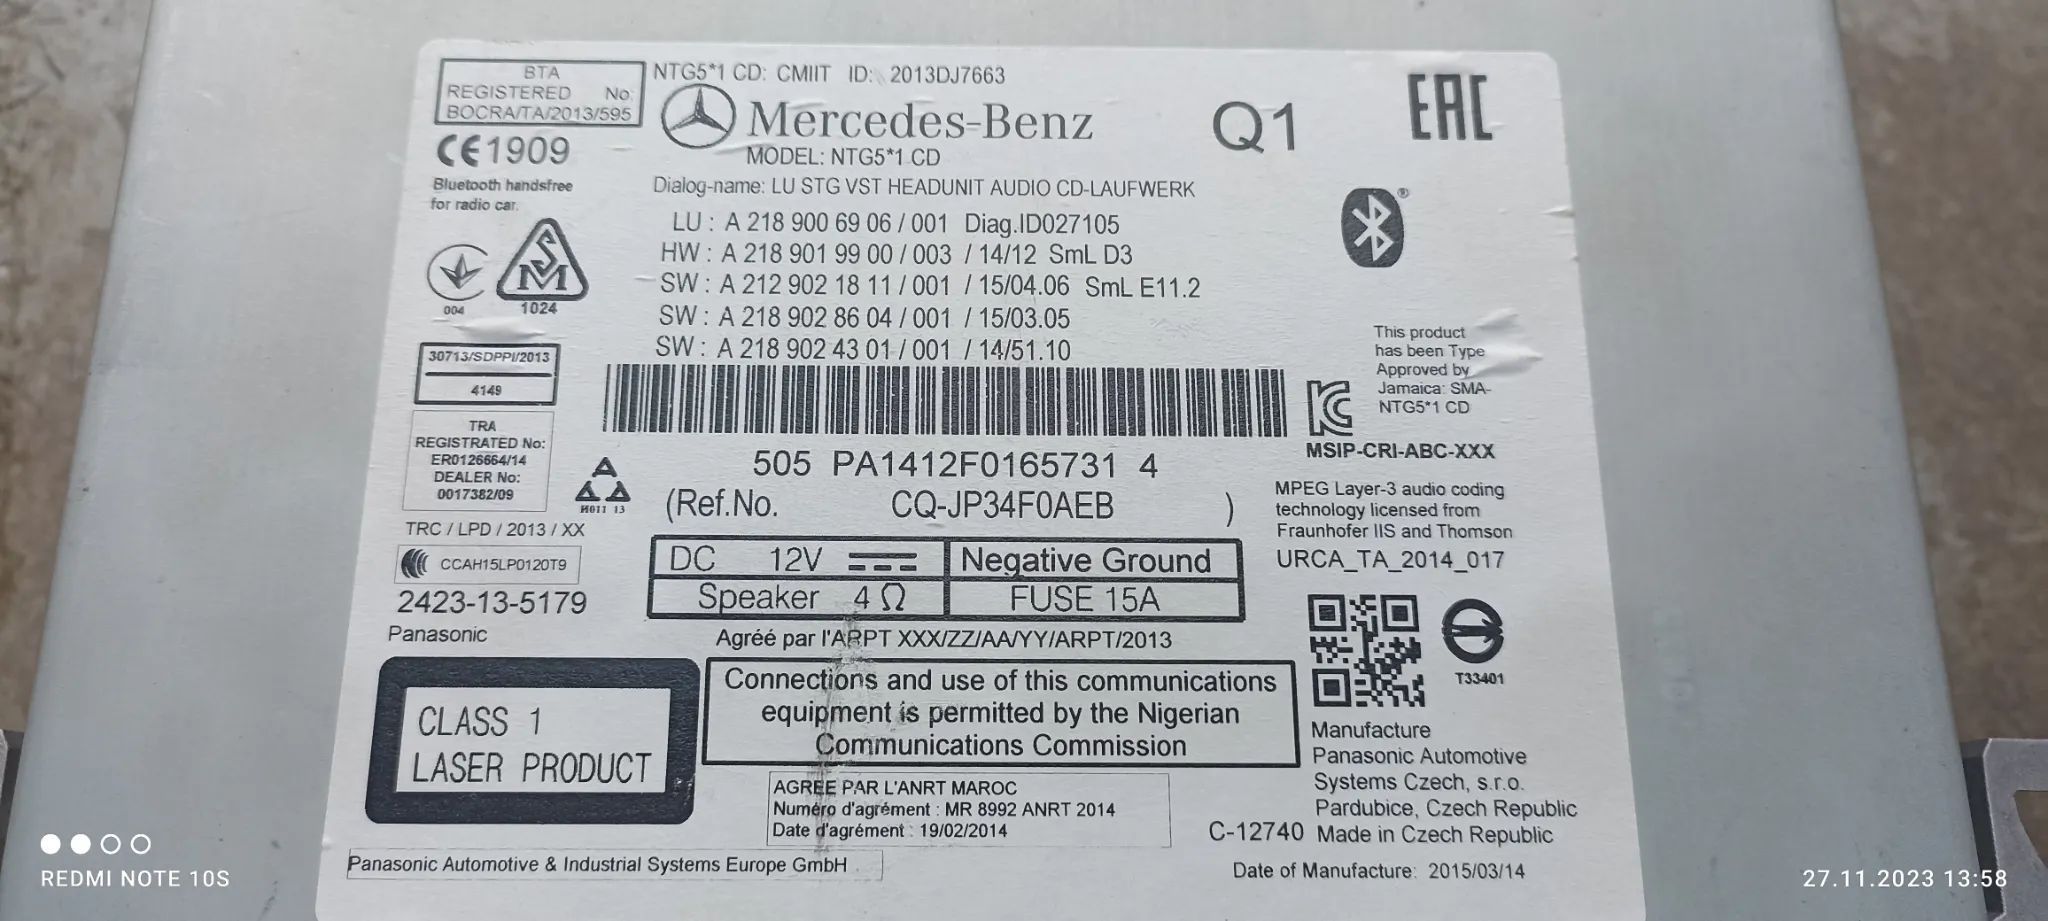 BTA
REGISTERED No:
BOCRA/TA/2013/595
CE1909
Bluetooth handsfree
for radio car.
004
SM
1024
30713/SDPPI/2013
4149
TRA
REGISTRATED No:
ER0126664/14
DEALER No:
0017382/09
И011 13
TRC / LPD / 2013 / XX
CCAH15LP0120T9
2423-13-5179
Panasonic
CLASS 1
LASER PRODUCT
NTG5*1 CD: CMIIT ID: 2013DJ7663
Mercedes-Benz
MODEL: NTG5*1 CD
Q1
EAC
Dialog-name: LU STG VST HEADUNIT AUDIO CD-LAUFWERK
LU : A 218 900 69 06 / 001 Diag.ID027105
HW : A 218 901 99 00 / 003 / 14/12 SmL D3
SW : A 212 902 18 11 / 001 / 15/04.06 SmL E11.2
SW : A 218 902 86 04 / 001 / 15/03.05
SW : A 218 902 43 01 / 001 / 14/51.10
505 PA1412F0165731 4
(Ref.No. CQ-JP34F0AEB )
DC 12V Negative Ground
Speaker 4 Ω FUSE 15A
Agréé par l'ARPT XXX/ZZ/AA/YY/ARPT/2013
Connections and use of this communications
equipment is permitted by the Nigerian
Communications Commission
AGREE PAR L'ANRT MAROC
Numéro d'agrément : MR 8992 ANRT 2014
Date d'agrément : 19/02/2014
Panasonic Automotive & Industrial Systems Europe GmbH
This product
has been Type
Approved by
Jamaica: SMA-
NTG5*1 CD
MSIP-CRI-ABC-XXX
MPEG Layer-3 audio coding
technology licensed from
Fraunhofer IIS and Thomson
URCA_TA_2014_017
T33401
Manufacture
Panasonic Automotive
Systems Czech, s.r.o.
Pardubice, Czech Republic
C-12740 Made in Czech Republic
Date of Manufacture: 2015/03/14
REDMI NOTE 10S
27.11.2023 13:58